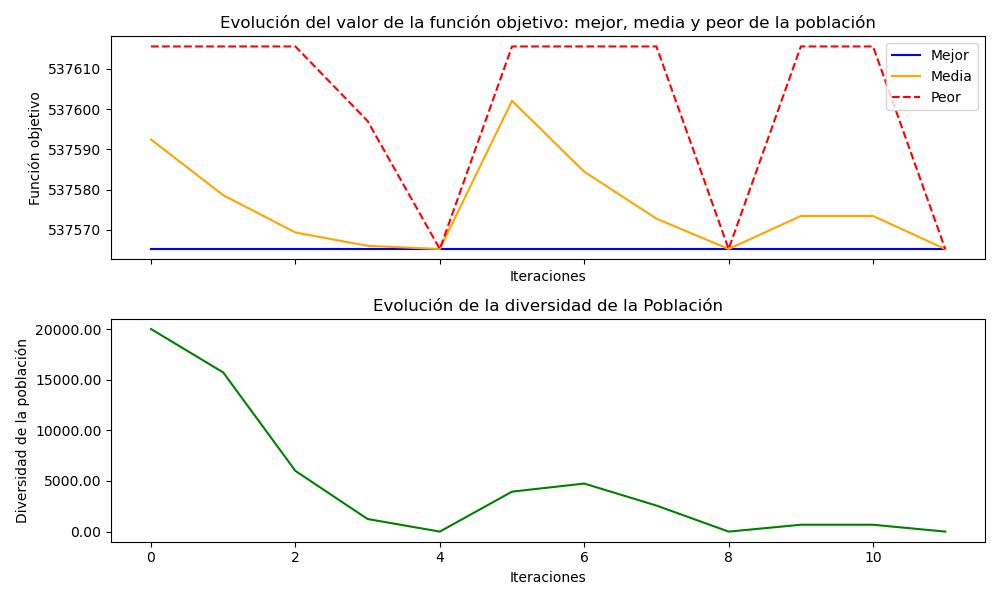 Evolución del valor de la función objetivo: mejor, media y peor de la población
Función objetivo
537610
537600
537590
537580
537570
Mejor
Media
Peor
Iteraciones
Evolución de la diversidad de la Población
Diversidad de la población
20000.00
15000.00
10000.00
5000.00
0.00
0 2 4 6 8 10
Iteraciones